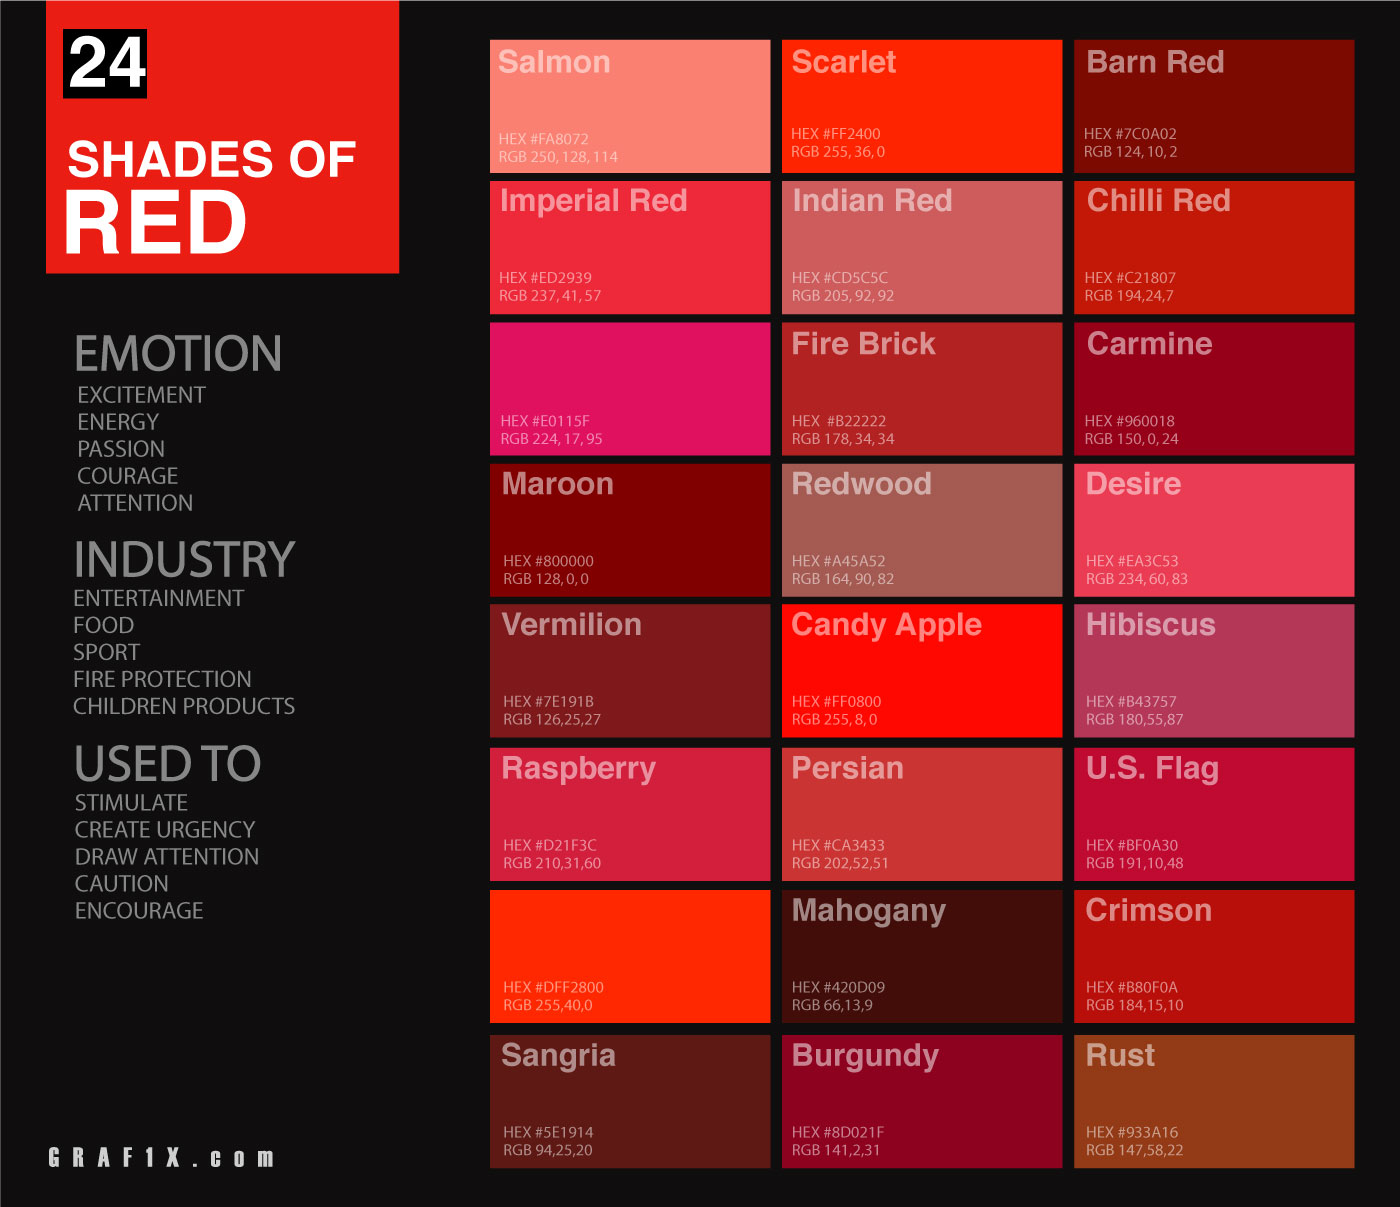 24
SHADES OF
RED
EMOTION
EXCITEMENT
ENERGY
PASSION
COURAGE
ATTENTION
INDUSTRY
ENTERTAINMENT
FOOD
SPORT
FIRE PROTECTION
CHILDREN PRODUCTS
USED TO
STIMULATE
CREATE URGENCY
DRAW ATTENTION
CAUTION
ENCOURAGE
GRAF1X.com
Salmon
HEX #FA8072
RGB 250, 128, 114
Scarlet
HEX #FF2400
RGB 255, 36, 0
Barn Red
HEX #7C0A02
RGB 124, 10, 2
Imperial Red
HEX #ED2939
RGB 237, 41, 57
Indian Red
HEX #CD5C5C
RGB 205, 92, 92
Chilli Red
HEX #C21807
RGB 194,24,7
HEX #E0115F
RGB 224, 17, 95
Fire Brick
HEX  #B22222
RGB 178, 34, 34
Carmine
HEX #960018
RGB 150, 0, 24
Maroon
HEX #800000
RGB 128, 0, 0
Redwood
HEX #A45A52
RGB 164, 90, 82
Desire
HEX #EA3C53
RGB 234, 60, 83
Vermilion
HEX #7E191B
RGB 126,25,27
Candy Apple
HEX #FF0800
RGB 255, 8, 0
Hibiscus
HEX #B43757
RGB 180,55,87
Raspberry
HEX #D21F3C
RGB 210,31,60
Persian
HEX #CA3433
RGB 202,52,51
U.S. Flag
HEX #BF0A30
RGB 191,10,48
HEX #DFF2800
RGB 255,40,0
Mahogany
HEX #420D09
RGB 66,13,9
Crimson
HEX #B80F0A
RGB 184,15,10
Sangria
HEX #5E1914
RGB 94,25,20
Burgundy
HEX #8D021F
RGB 141,2,31
Rust
HEX #933A16
RGB 147,58,22